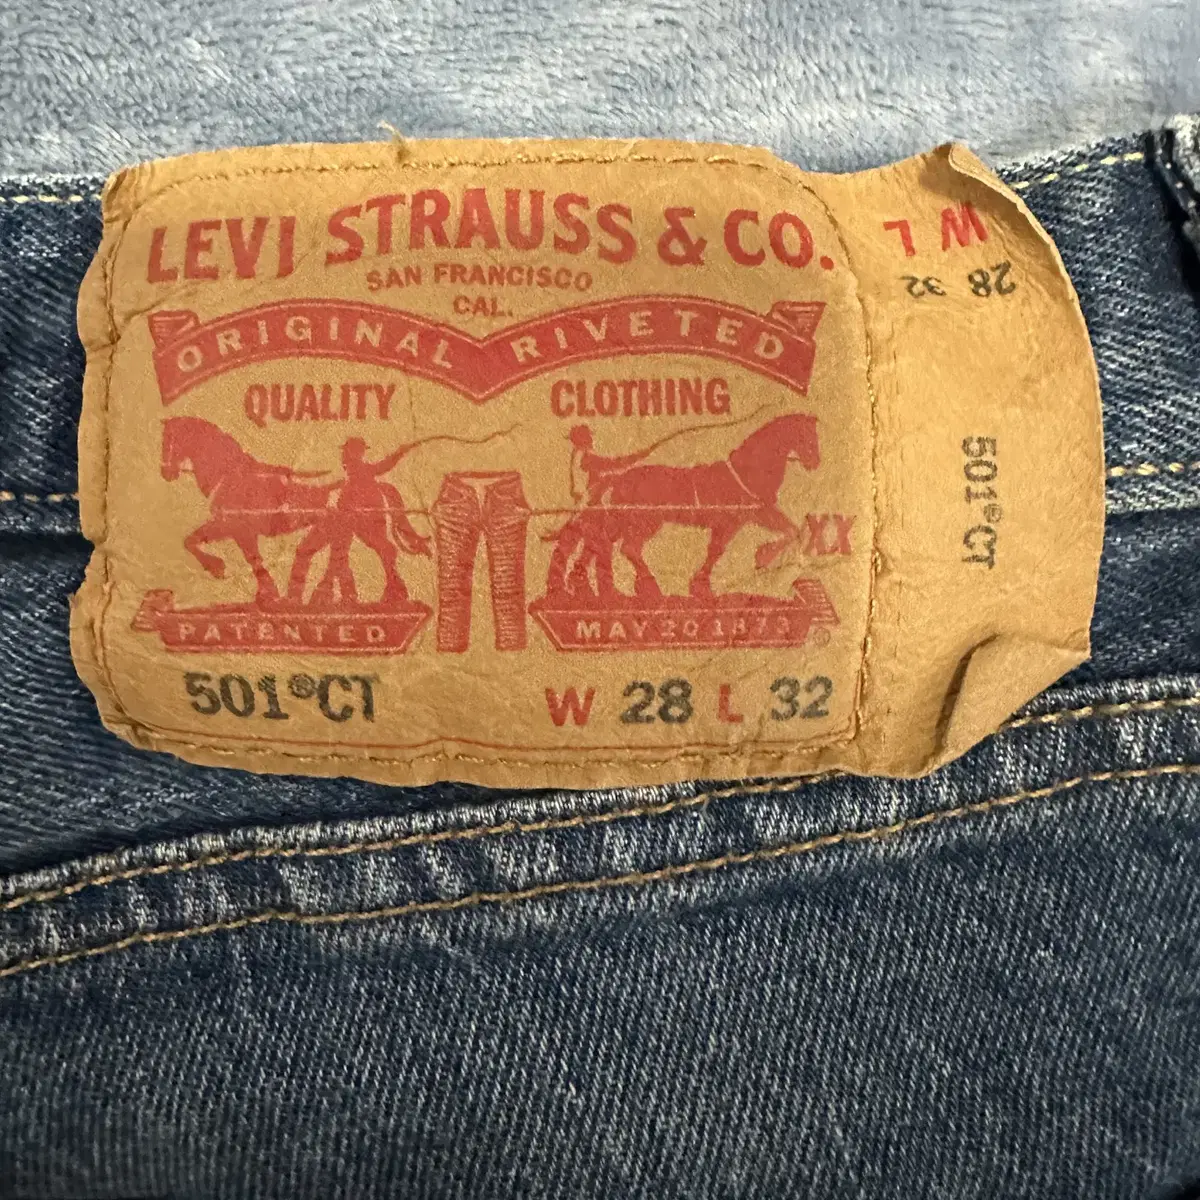 LEVI STRAUSS & CO.
SAN FRANCISCO
CAL.
ORIGINAL RIVETED
QUALITY CLOTHING
XX
PATENTED MAY 20 1873 ®
501®CT W 28 L 32
W L
28 32
501®CT